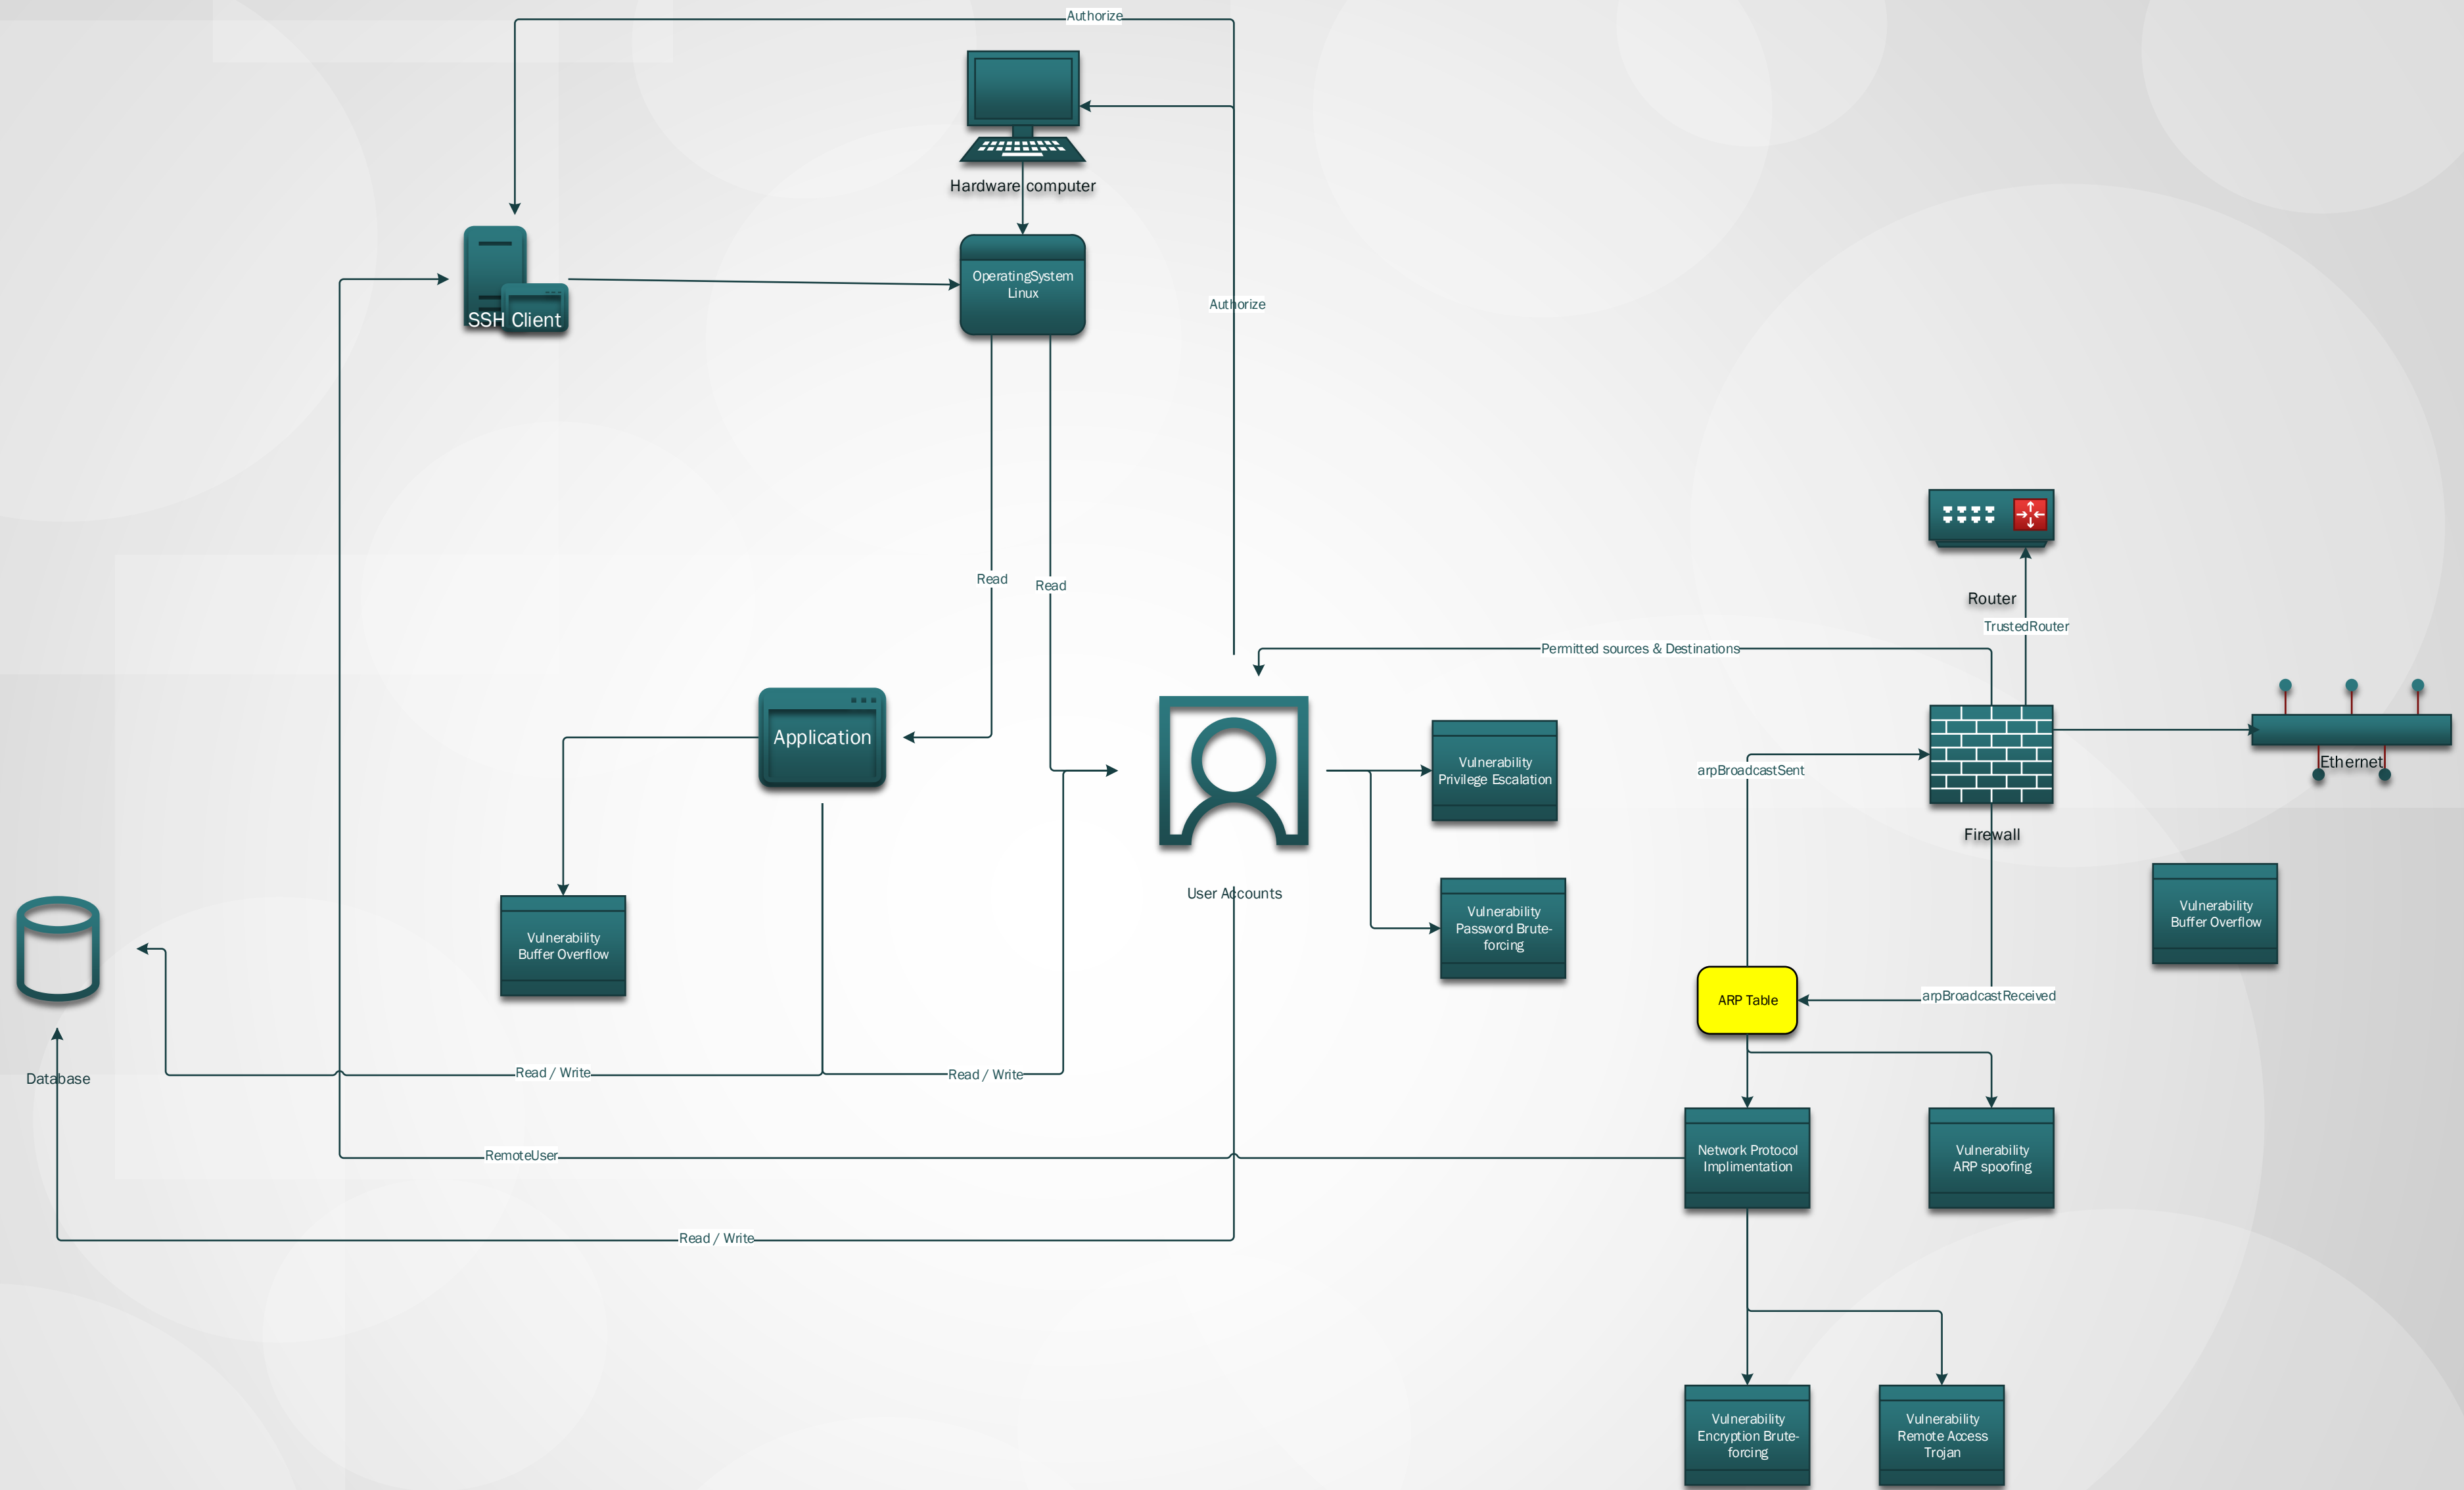 Authorize
Hardware computer
OperatingSystem
Linux
SSH Client
Authorize
Read
Read
Router
TrustedRouter
Permitted sources & Destinations
Application
Vulnerability
Privilege Escalation
arpBroadcastSent
Ethernet
Firewall
User Accounts
Vulnerability
Password Brute-
forcing
Vulnerability
Buffer Overflow
Vulnerability
Buffer Overflow
ARP Table
arpBroadcastReceived
Database
Read / Write
Read / Write
RemoteUser
Network Protocol
Implimentation
Vulnerability
ARP spoofing
Read / Write
Vulnerability
Encryption Brute-
forcing
Vulnerability
Remote Access
Trojan